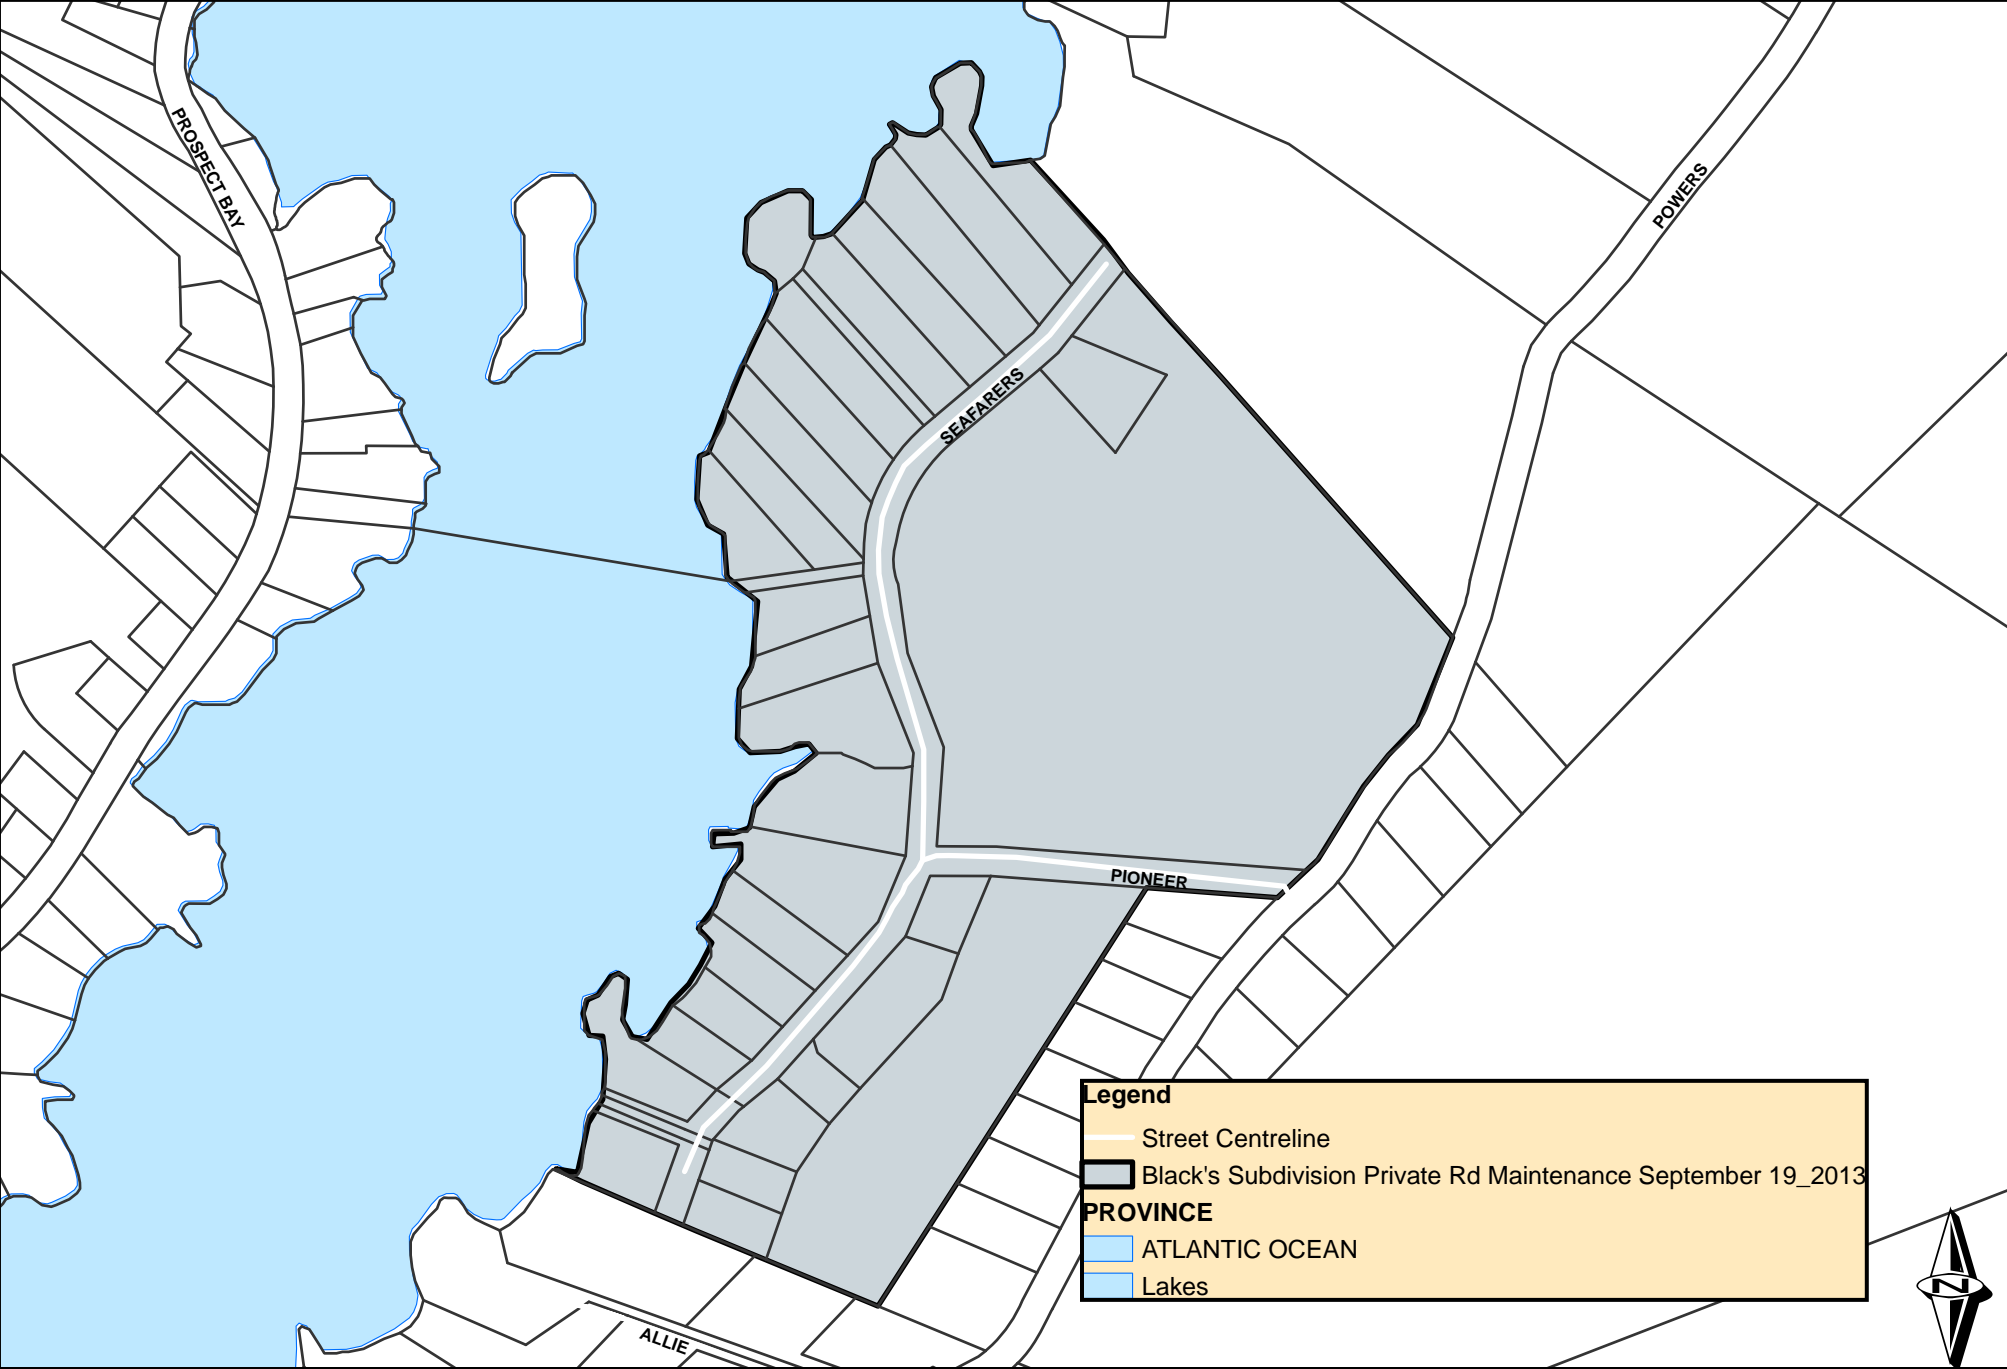 PROSPECT BAY
POWERS
SEAFARERS
PIONEER
ALLIE
Legend
Street Centreline
Black's Subdivision Private Rd Maintenance September 19_2013
PROVINCE
ATLANTIC OCEAN
Lakes
N